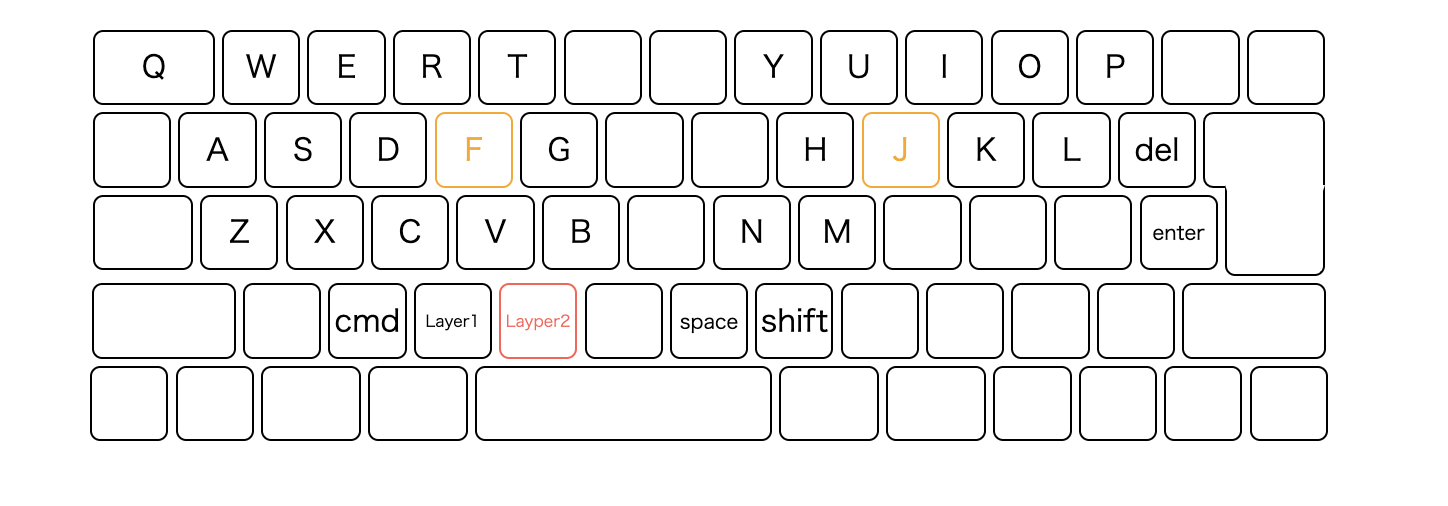 Q W E R T Y U I O P
A S D F G H J K L del
Z X C V B N M enter
cmd Layer1 Layper2 space shift